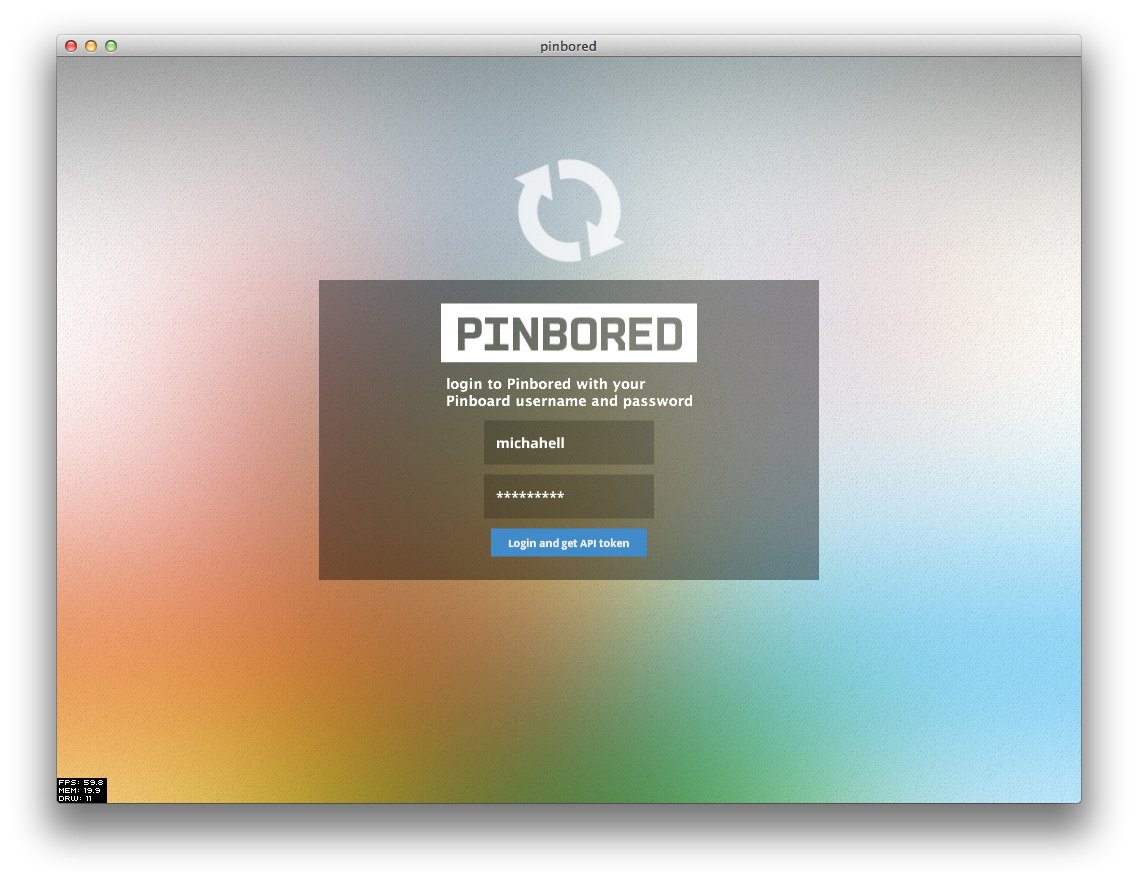 pinbored
PINBORED
login to Pinbored with your
Pinboard username and password
michahell
*********
Login and get API token
FPS: 59.8
MEM: 19.9
DRW: 11